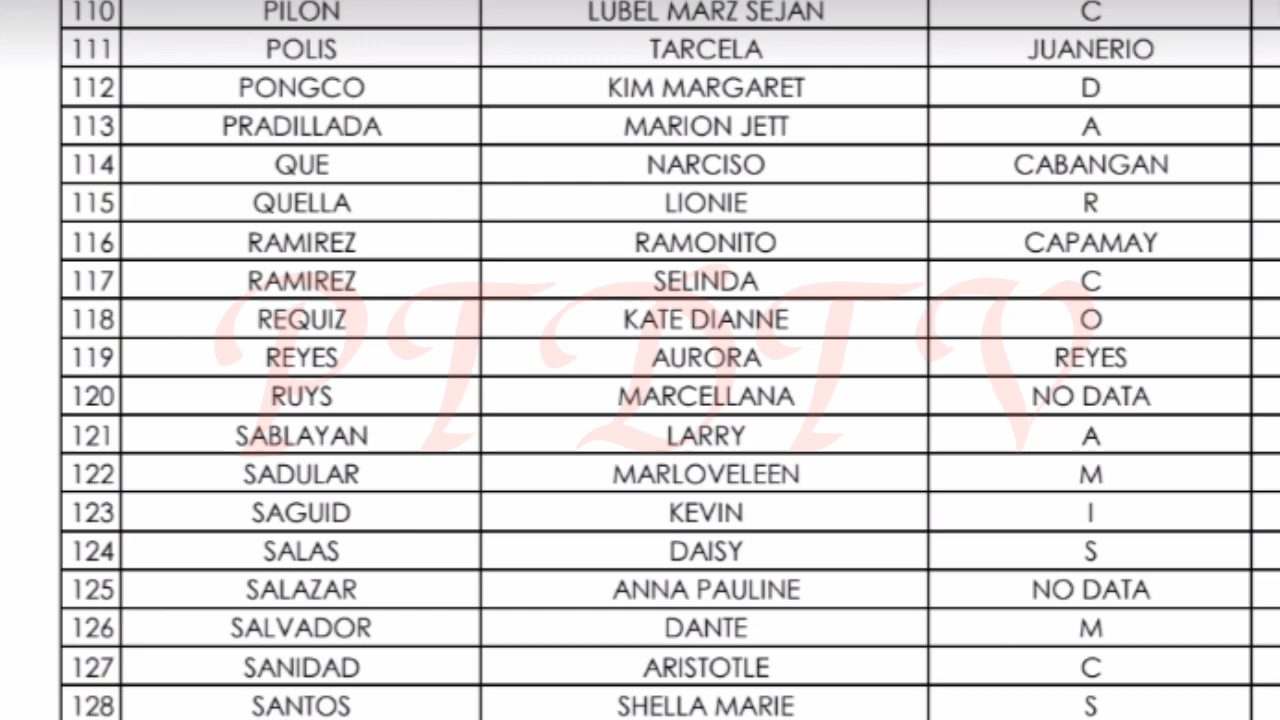 110 PILON LUBEL MARZ SEJAN C
111 POLIS TARCELA JUANERIO
112 PONGCO KIM MARGARET D
113 PRADILLADA MARION JETT A
114 QUE NARCISO CABANGAN
115 QUELLA LIONIE R
116 RAMIREZ RAMONITO CAPAMAY
117 RAMIREZ SELINDA C
118 REQUIZ KATE DIANNE O
119 REYES AURORA REYES
120 RUYS MARCELLANA NO DATA
121 SABLAYAN LARRY A
122 SADULAR MARLOVELEEN M
123 SAGUID KEVIN I
124 SALAS DAISY S
125 SALAZAR ANNA PAULINE NO DATA
126 SALVADOR DANTE M
127 SANIDAD ARISTOTLE C
128 SANTOS SHELLA MARIE S
PTDTV